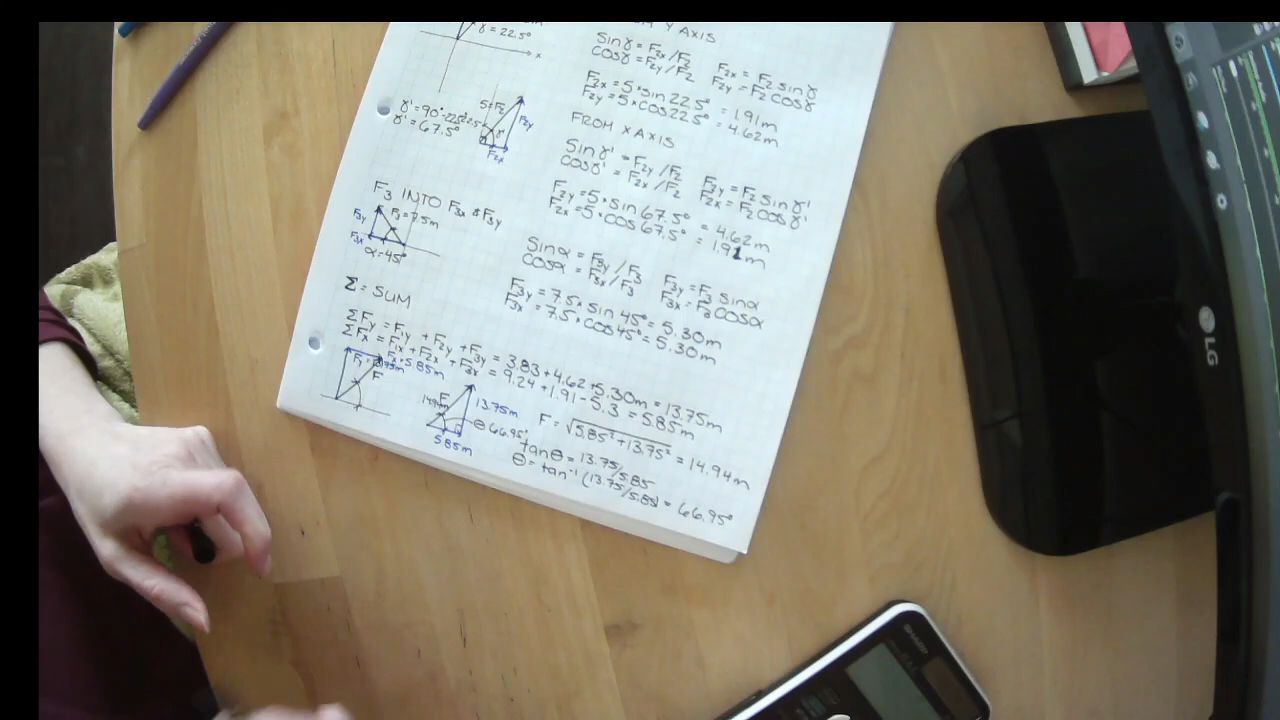 Y AXIS
γ = 22.5°
x
Sinγ = F2x / F2
cosγ = F2y / F2
F2x = F2 sinγ
F2y = F2 cosγ
F2x = 5 · sin 22.5° = 1.91m
F2y = 5 · cos 22.5° = 4.62m
γ' = 90° - 22.5°
γ' = 67.5°
5 = F2
F2y
F2x
FROM X AXIS
Sinγ' = F2y / F2
cosγ' = F2x / F2
F2y = F2 sinγ'
F2x = F2 cosγ'
F2y = 5 · sin 67.5° = 4.62m
F2x = 5 · cos 67.5° = 1.91m
F3 INTO F3x & F3y
F3y
F3 = 7.5m
F3x
α = 45°
Sinα = F3y / F3
cosα = F3x / F3
F3y = F3 sinα
F3x = F3 cosα
F3y = 7.5 · sin 45° = 5.30m
F3x = 7.5 · cos 45° = 5.30m
Σ = SUM
ΣFy = F1y + F2y + F3y = 3.83 + 4.62 + 5.30m = 13.75m
ΣFx = F1x + F2x + F3x = 9.24 + 1.91 - 5.3 = 5.85m
Fx = 5.85m
F
F
13.75m
θ 66.95°
5.85m
F = √5.85² + 13.75² = 14.94m
tanθ = 13.75/5.85
θ = tan⁻¹ (13.75/5.85) = 66.95°
LG
SHARP